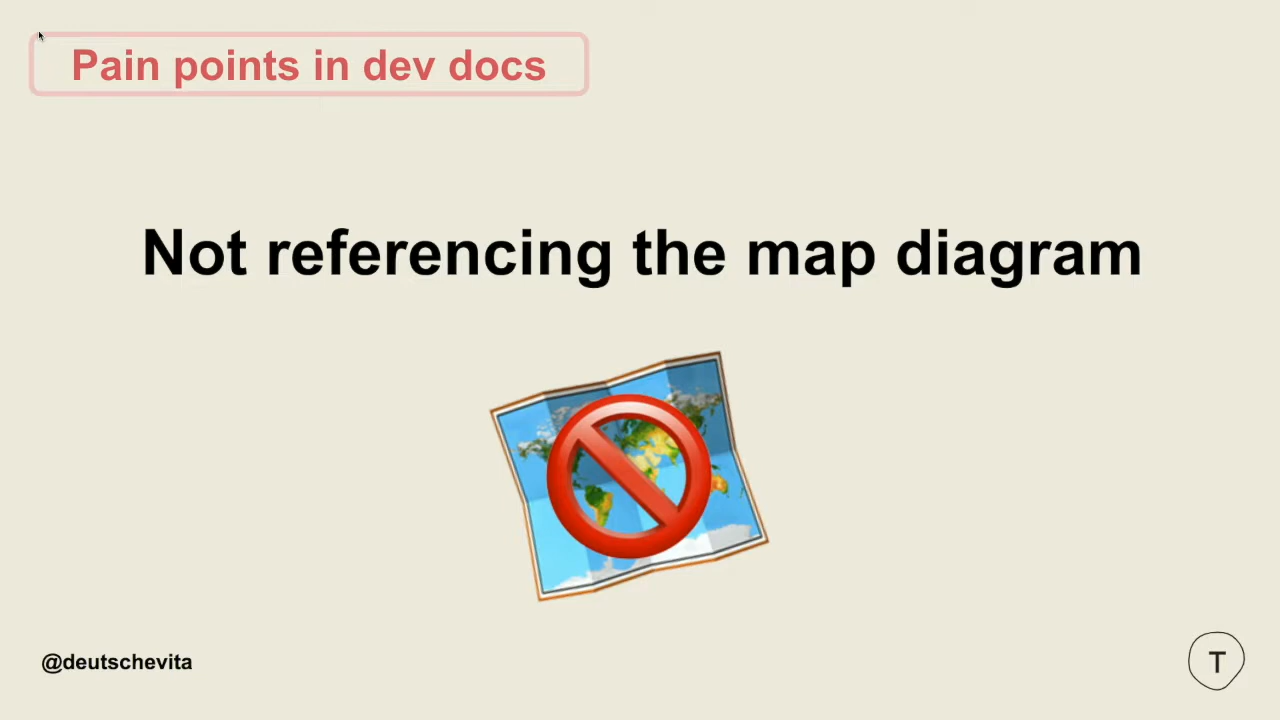 Pain points in dev docs
Not referencing the map diagram
@deutschevita
T